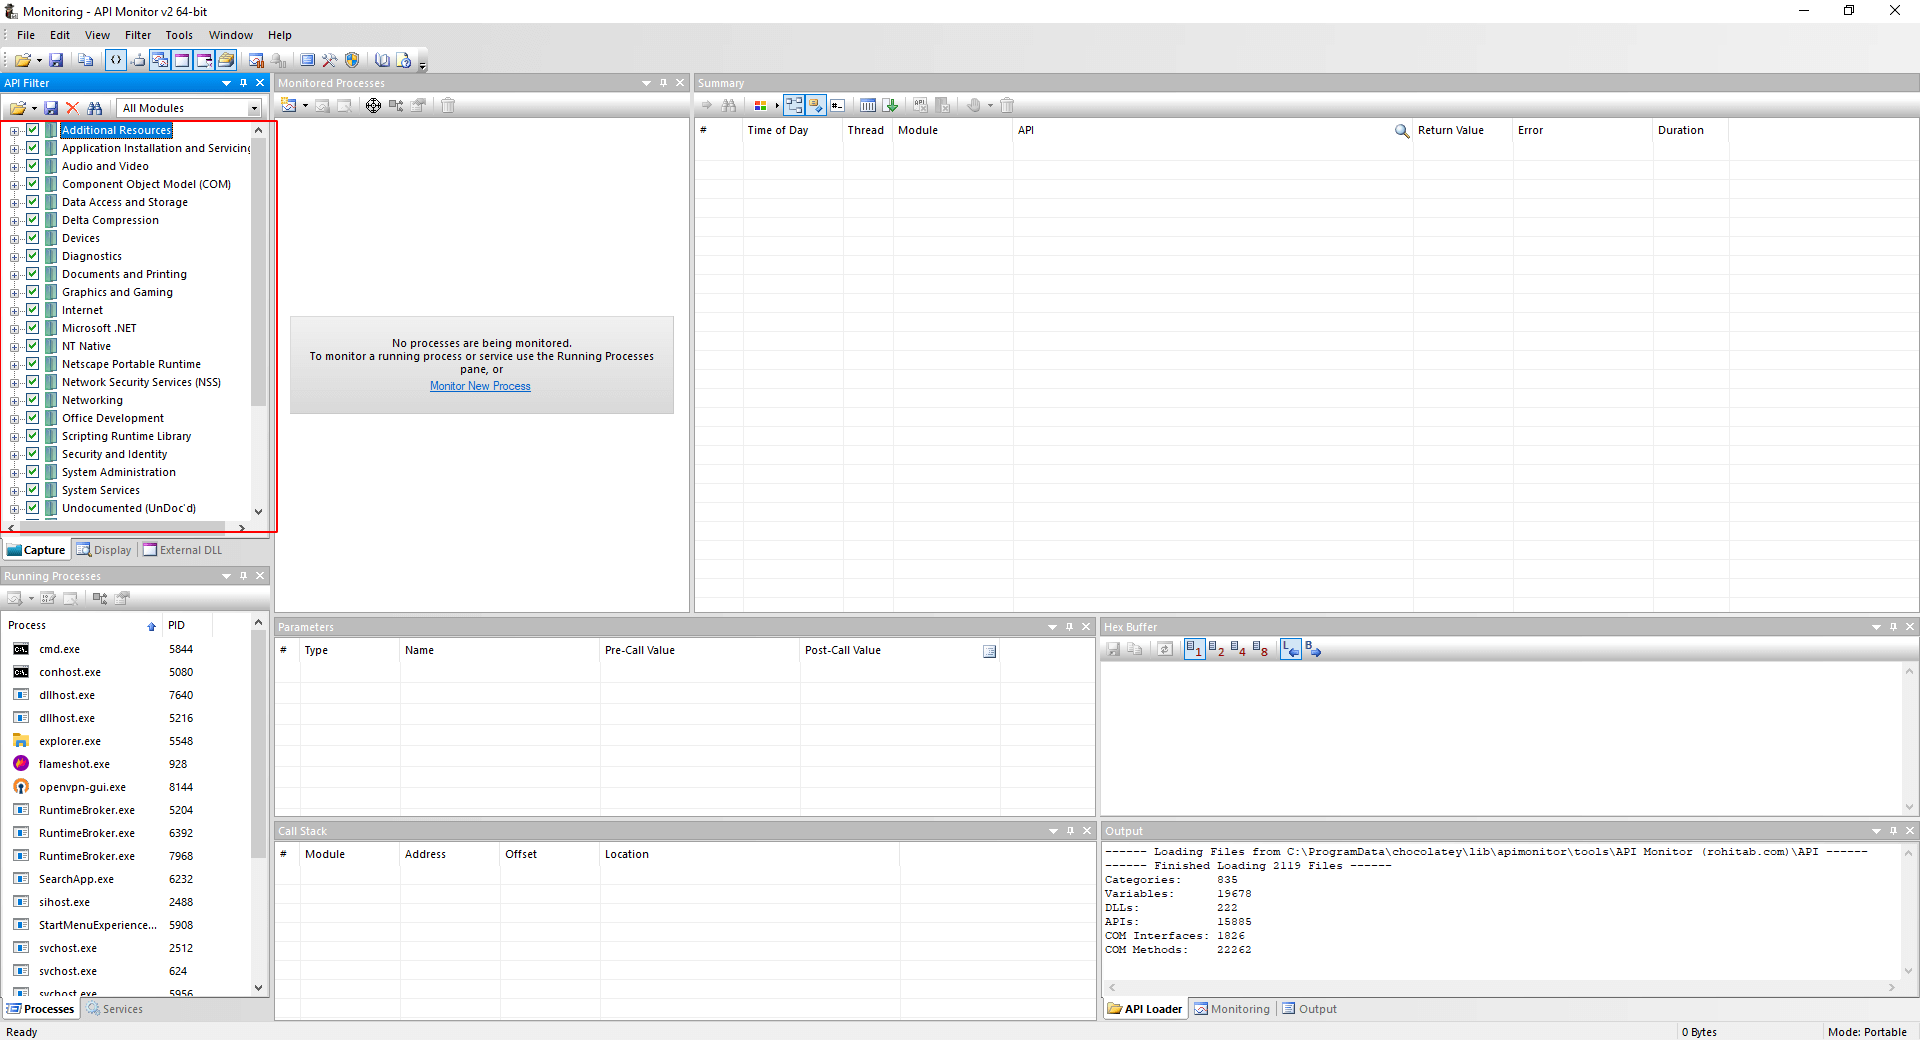 Monitoring - API Monitor v2 64-bit
File Edit View Filter Tools Window Help
API Filter
All Modules
Additional Resources
Application Installation and Servicing
Audio and Video
Component Object Model (COM)
Data Access and Storage
Delta Compression
Devices
Diagnostics
Documents and Printing
Graphics and Gaming
Internet
Microsoft .NET
NT Native
Netscape Portable Runtime
Network Security Services (NSS)
Networking
Office Development
Scripting Runtime Library
Security and Identity
System Administration
System Services
Undocumented (UnDoc'd)
Capture Display External DLL
Monitored Processes
No processes are being monitored.
To monitor a running process or service use the Running Processes
pane, or
Monitor New Process
Summary
# Time of Day Thread Module API Return Value Error Duration
Running Processes
Process PID
cmd.exe 5844
conhost.exe 5080
dllhost.exe 7640
dllhost.exe 5216
explorer.exe 5548
flameshot.exe 928
openvpn-gui.exe 8144
RuntimeBroker.exe 5204
RuntimeBroker.exe 6392
RuntimeBroker.exe 7968
SearchApp.exe 6232
sihost.exe 2488
StartMenuExperience... 5908
svchost.exe 2512
svchost.exe 624
svchost.exe 5956
Processes Services
Parameters
# Type Name Pre-Call Value Post-Call Value
Hex Buffer
1 2 4 8 L B
Call Stack
# Module Address Offset Location
Output
------ Loading Files from C:\ProgramData\chocolatey\lib\apimonitor\tools\API Monitor (rohitab.com)\API ------
------ Finished Loading 2119 Files ------
Categories: 835
Variables: 19678
DLLs: 222
APIs: 15885
COM Interfaces: 1826
COM Methods: 22262
API Loader Monitoring Output
Ready 0 Bytes Mode: Portable